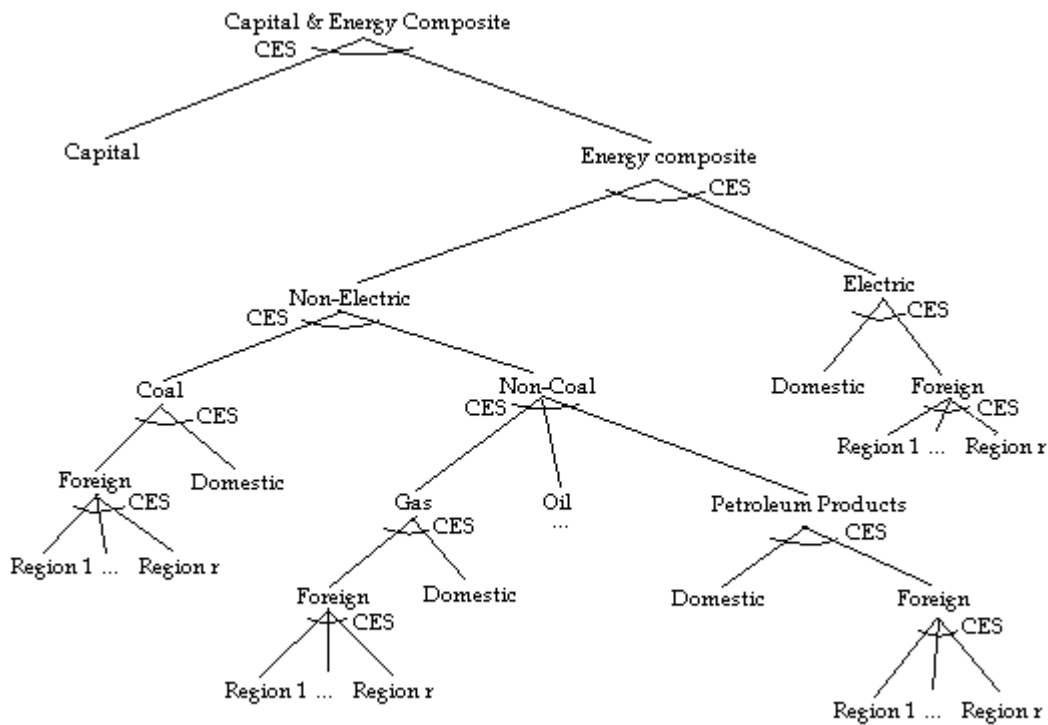 Capital & Energy Composite
CES
Capital
Energy composite
CES
Non-Electric
CES
Electric
CES
Coal
CES
Non-Coal
CES
Domestic
Foreign
CES
Region 1 ... Region r
Foreign
CES
Domestic
Gas
CES
Oil
...
Petroleum Products
CES
Region 1 ... Region r
Foreign
CES
Domestic
Domestic
Foreign
CES
Region 1 ... Region r
Region 1 ... Region r